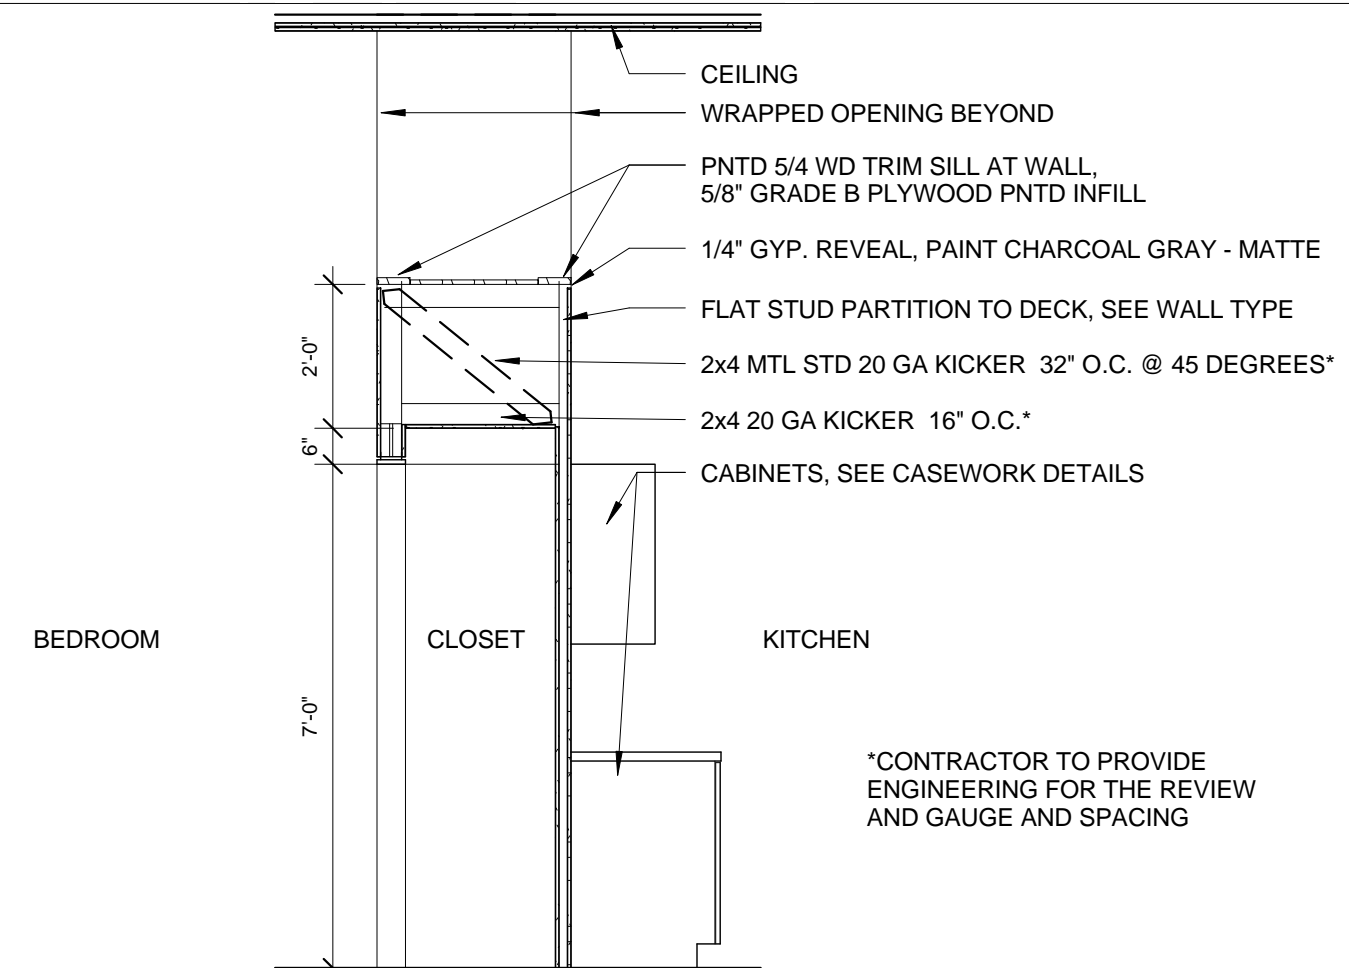 CEILING
WRAPPED OPENING BEYOND
PNTD 5/4 WD TRIM SILL AT WALL,
5/8" GRADE B PLYWOOD PNTD INFILL
1/4" GYP. REVEAL, PAINT CHARCOAL GRAY - MATTE
FLAT STUD PARTITION TO DECK, SEE WALL TYPE
2'-0"
2x4 MTL STD 20 GA KICKER 32" O.C. @ 45 DEGREES*
2x4 20 GA KICKER 16" O.C.*
6"
CABINETS, SEE CASEWORK DETAILS
BEDROOM
CLOSET
KITCHEN
7'-0"
*CONTRACTOR TO PROVIDE
ENGINEERING FOR THE REVIEW
AND GAUGE AND SPACING